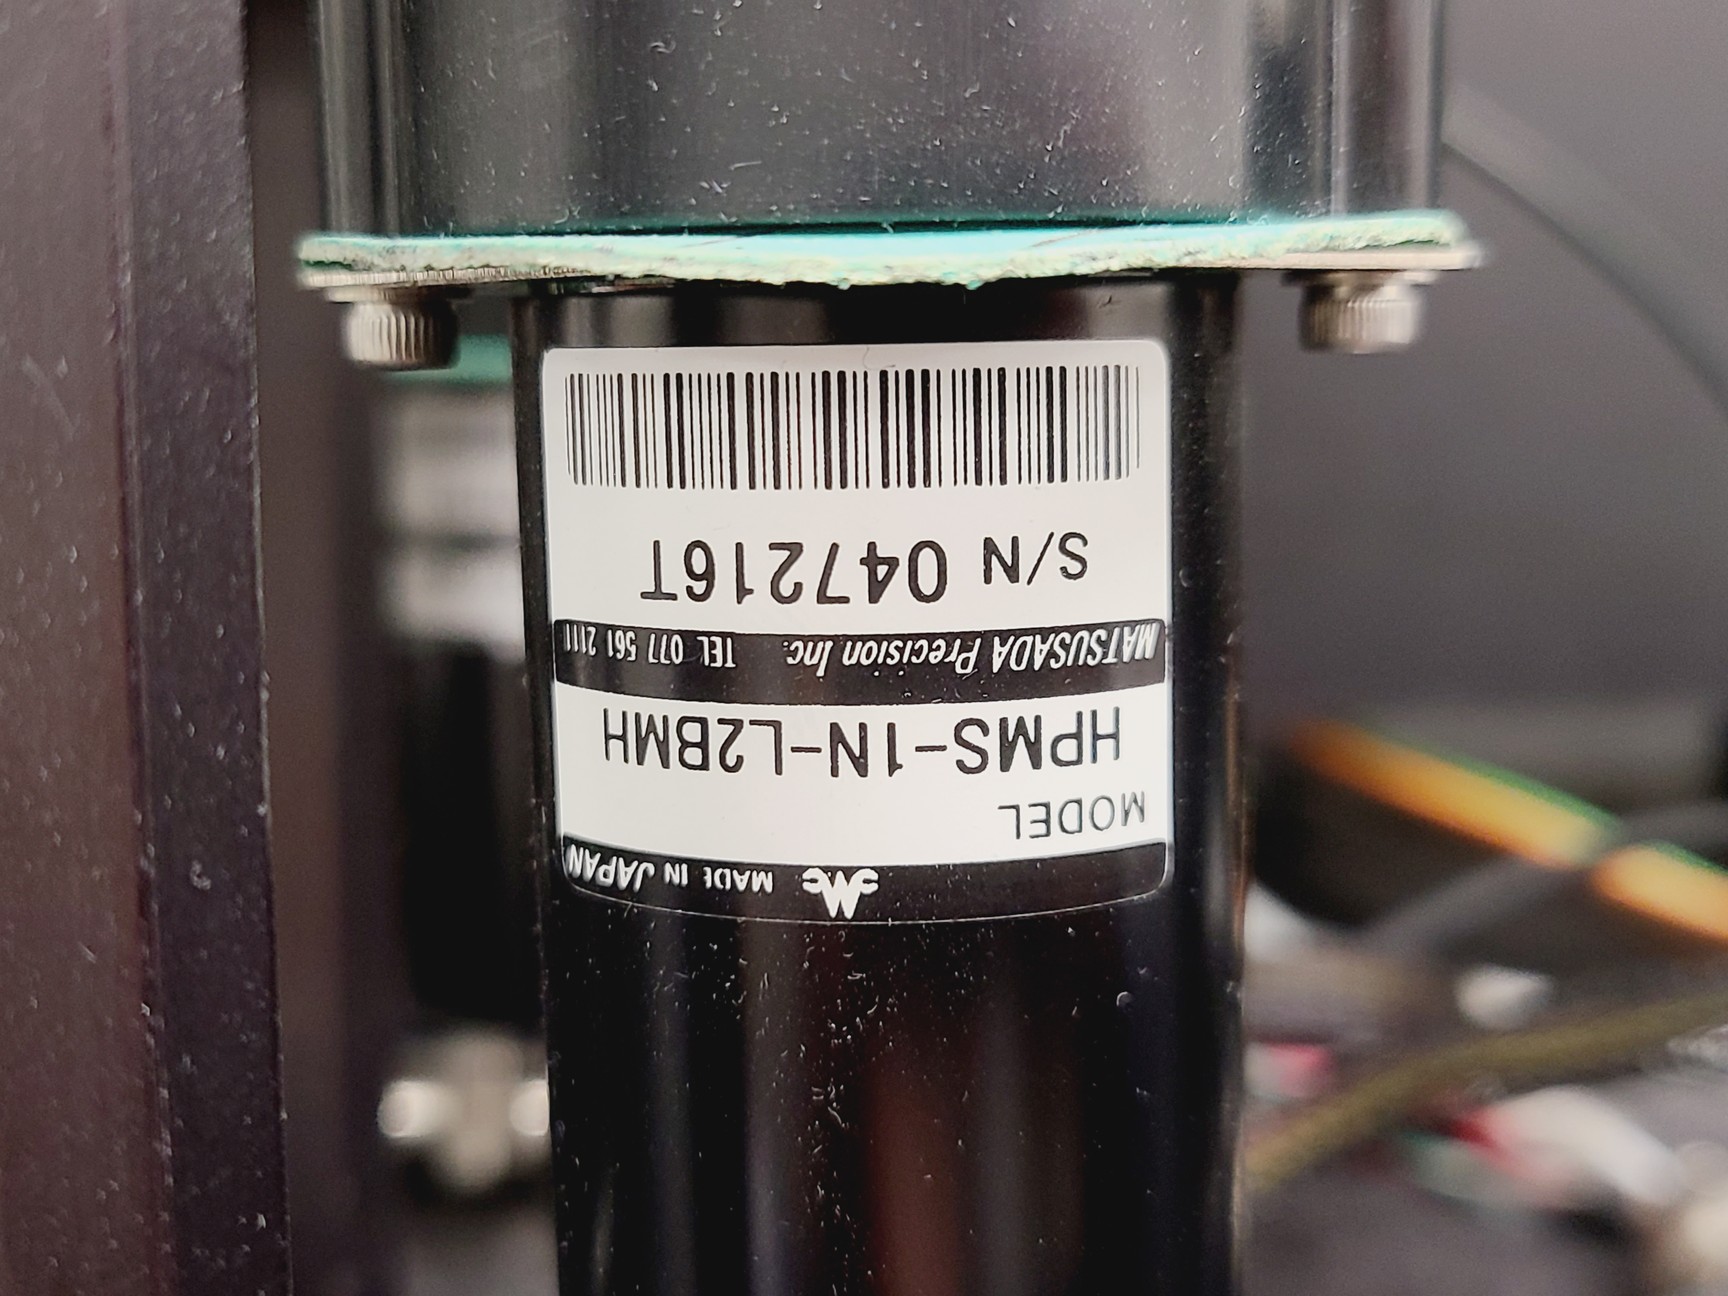 MADE IN JAPAN
MODEL
HPMS-1N-L2BMH
MATSUSADA Precision Inc. TEL 077 561 2111
S/N 047216T